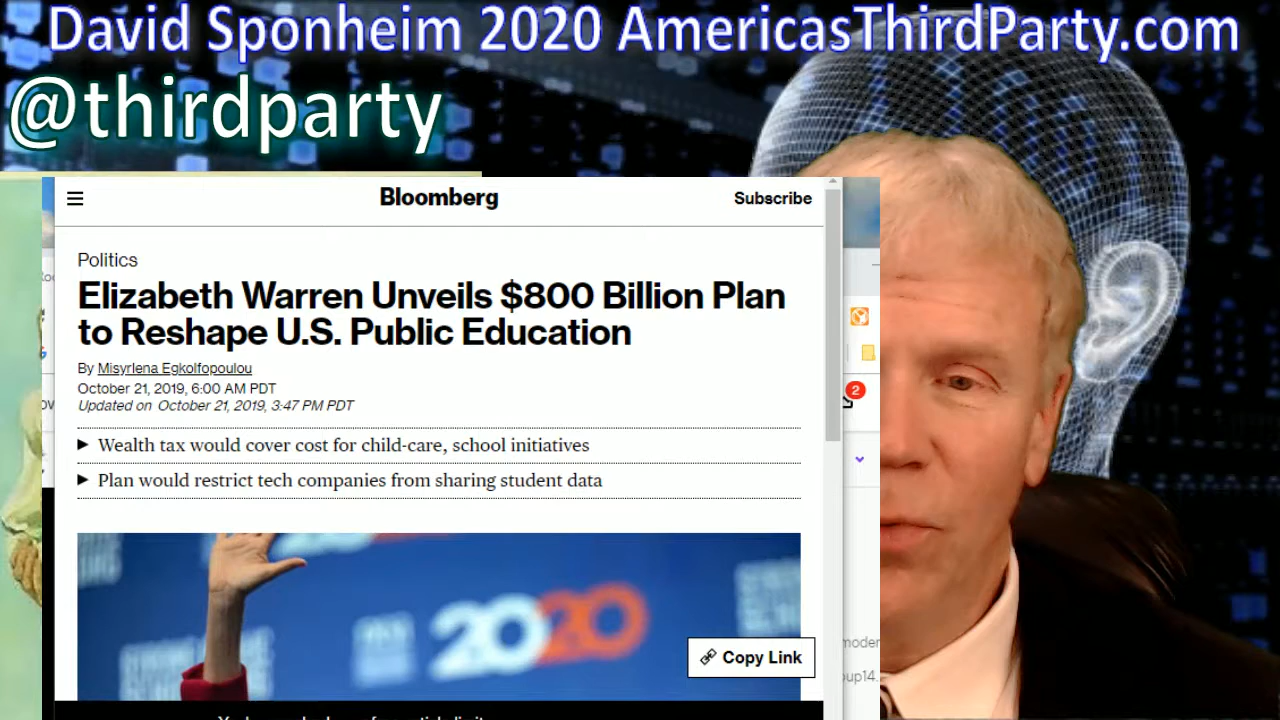 David Sponheim 2020 AmericasThirdParty.com
@thirdparty
Bloomberg
Subscribe
Politics
Elizabeth Warren Unveils $800 Billion Plan
to Reshape U.S. Public Education
By Misyrlena Egkolfopoulou
October 21, 2019, 6:00 AM PDT
Updated on October 21, 2019, 3:47 PM PDT
2
Wealth tax would cover cost for child-care, school initiatives
Plan would restrict tech companies from sharing student data
2020
Copy Link